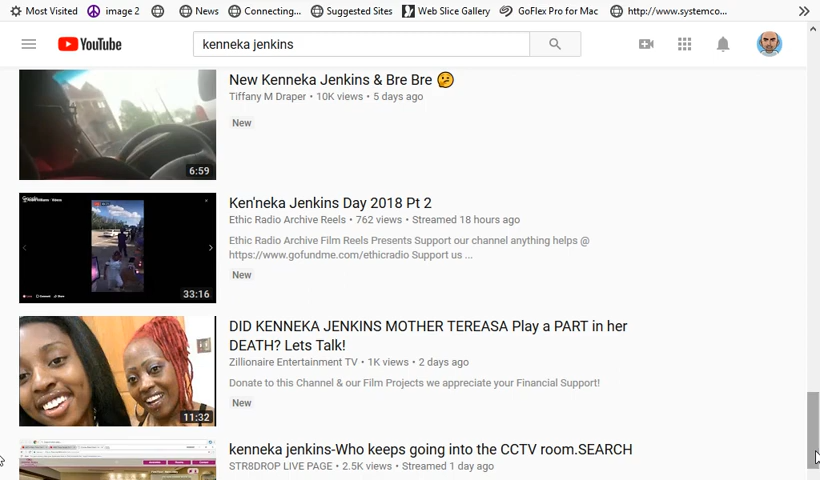 Most Visited image 2 News Connecting... Suggested Sites Web Slice Gallery GoFlex Pro for Mac http://www.systemco...
YouTube kenneka jenkins
New Kenneka Jenkins & Bre Bre 🤔
Tiffany M Draper • 10K views • 5 days ago
New
6:59
Ken'neka Jenkins Day 2018 Pt 2
Ethic Radio Archive Reels • 762 views • Streamed 18 hours ago
Ethic Radio Archive Film Reels Presents Support our channel anything helps @
https://www.gofundme.com/ethicradio Support us ...
New
33:16
DID KENNEKA JENKINS MOTHER TEREASA Play a PART in her
DEATH? Lets Talk!
Zillionaire Entertainment TV • 1K views • 2 days ago
Donate to this Channel & our Film Projects we appreciate your Financial Support!
New
11:32
kenneka jenkins-Who keeps going into the CCTV room.SEARCH
STR8DROP LIVE PAGE • 2.5K views • Streamed 1 day ago